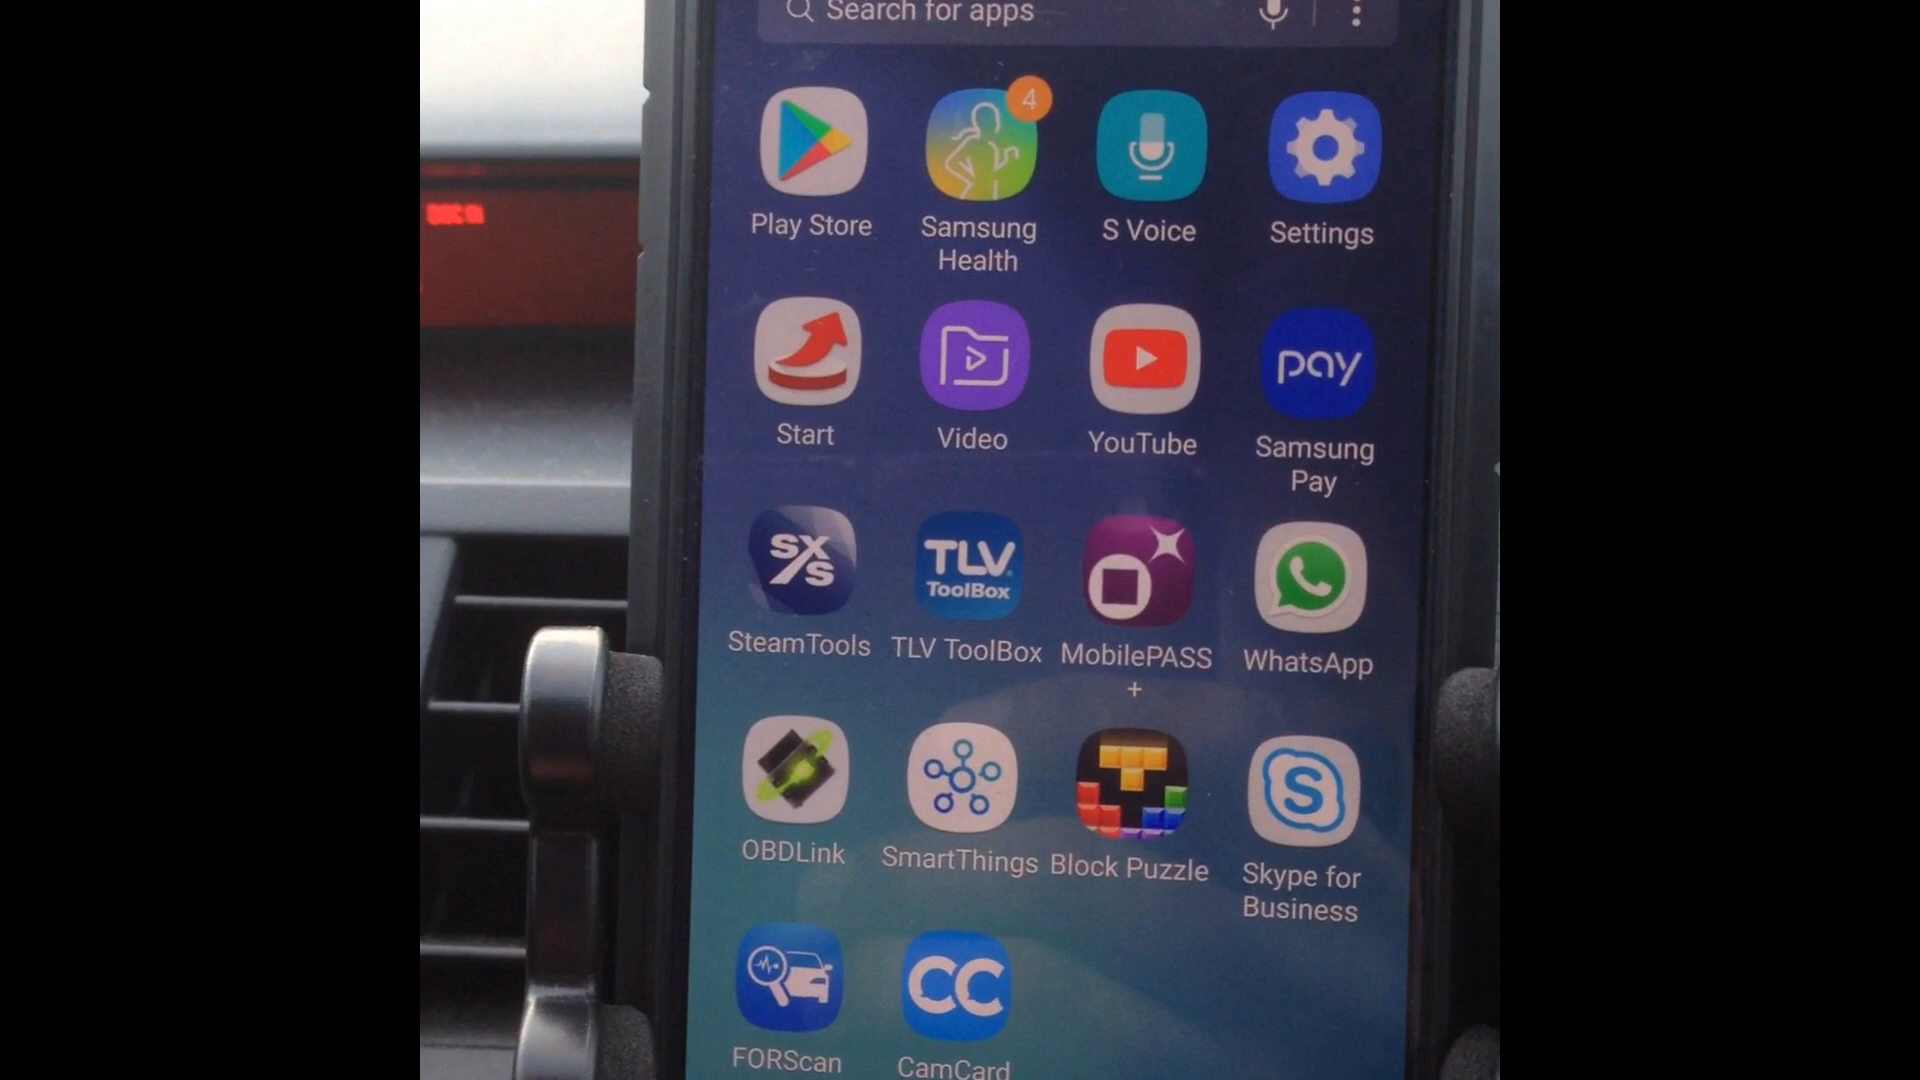 Search for apps
4
Play Store
Samsung
Health
S Voice
Settings
pay
Start
Video
YouTube
Samsung
Pay
SXS
TLV
ToolBox
SteamTools
TLV ToolBox
MobilePASS
+
WhatsApp
S
OBDLink
SmartThings
Block Puzzle
Skype for
Business
CC
FORScan
CamCard